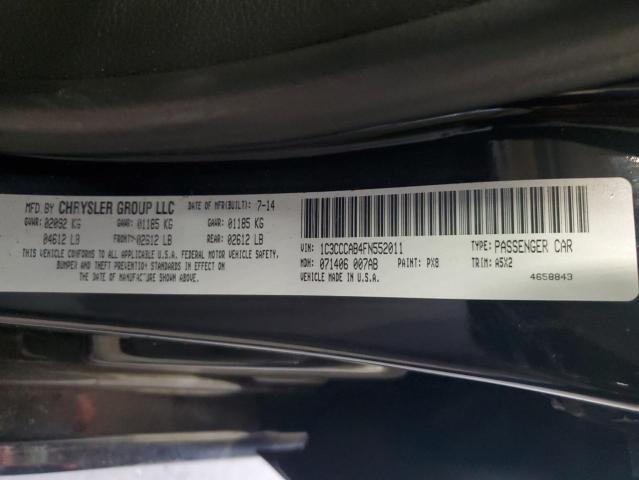 MFD BY CHRYSLER GROUP LLC DATE OF MFR(BUILT): 7-14
GVWR: 02092 KG GAWR: 01185 KG GAWR: 01185 KG
04612 LB FRONT: 02612 LB REAR: 02612 LB
THIS VEHICLE CONFORMS TO ALL U.S.A. FEDERAL MOTOR VEHICLE SAFETY,
BUMPER AND THEFT PREVENTION STANDARDS IN EFFECT ON
THE DATE OF MANUFACTURE SHOWN ABOVE.
VIN: 1C3CCCAB4FN552011 TYPE: PASSENGER CAR
MDH: 071406 007AB PAINT: PX8 TRIM: A5X2
VEHICLE MADE IN U.S.A. 4658843